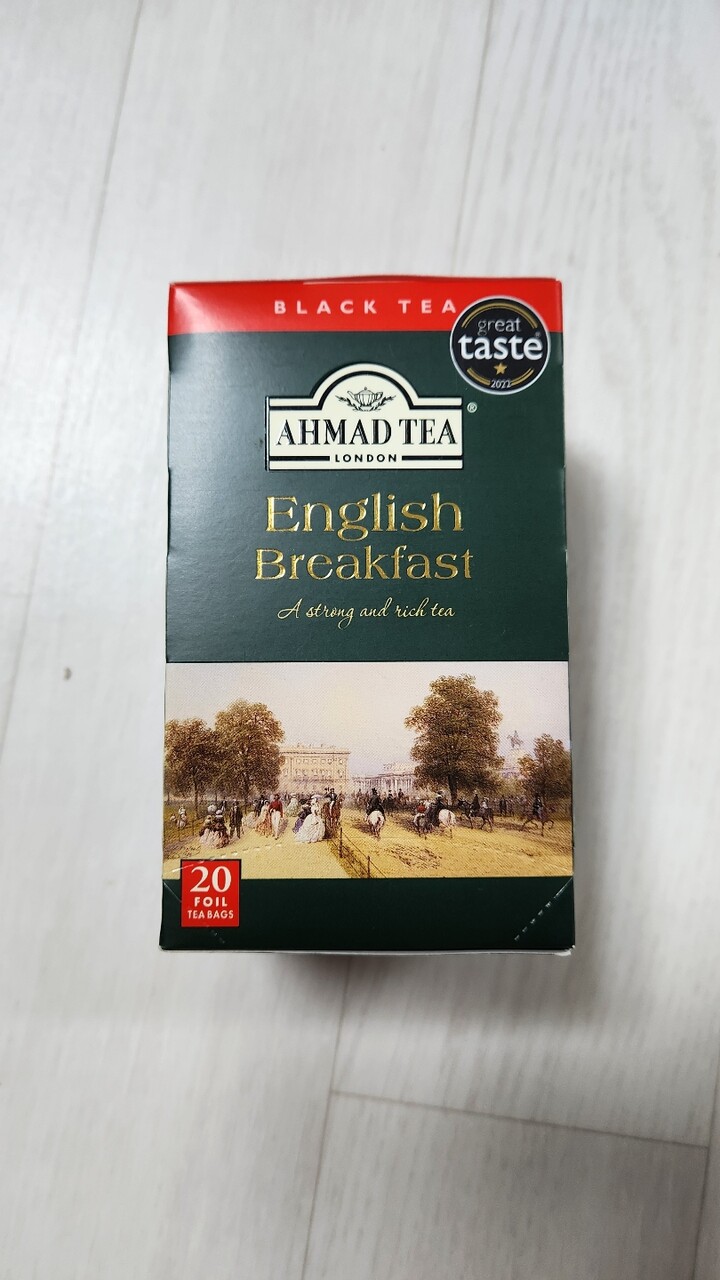 BLACK TEA
great
taste
2022
AHMAD TEA®
LONDON
English
Breakfast
A strong and rich tea
20
FOIL
TEA BAGS